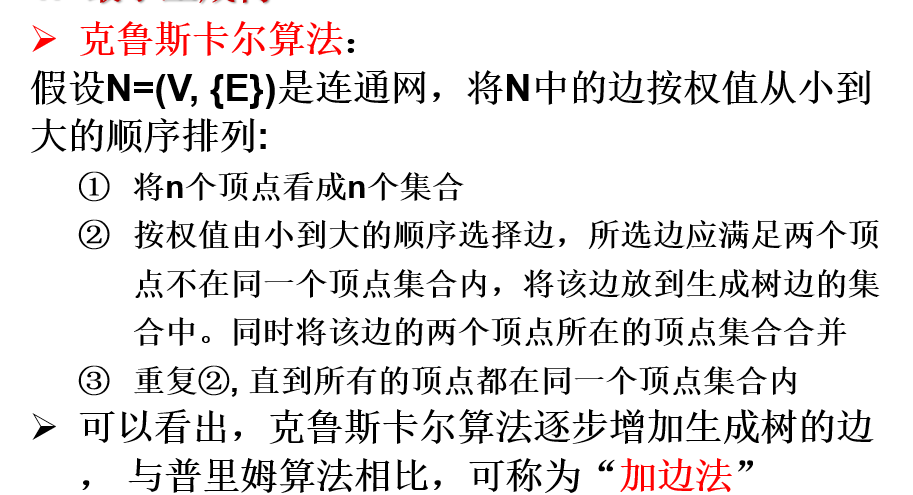 ➢ 克鲁斯卡尔算法：
假设N=(V, {E})是连通网，将N中的边按权值从小到
大的顺序排列:
① 将n个顶点看成n个集合
② 按权值由小到大的顺序选择边，所选边应满足两个顶
点不在同一个顶点集合内，将该边放到生成树边的集
合中。同时将该边的两个顶点所在的顶点集合合并
③ 重复②, 直到所有的顶点都在同一个顶点集合内
➢ 可以看出，克鲁斯卡尔算法逐步增加生成树的边
， 与普里姆算法相比，可称为“加边法”